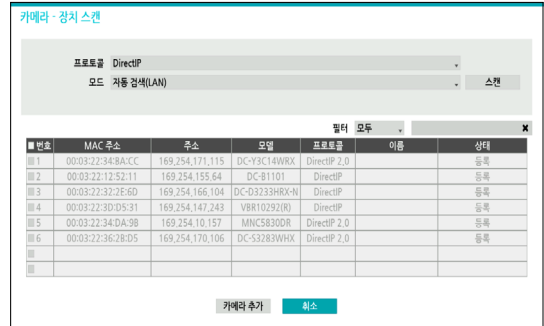 카메라 - 장치 스캔
프로토콜 DirectIP
모드 자동 검색(LAN) 스캔
필터 모두
번호 MAC 주소 주소 모델 프로토콜 이름 상태
1 00:03:22:34:8A:CC 169,254,171,115 DC-Y3C14WRX DirectIP 2,0 등록
2 00:03:22:12:52:11 169,254,155,64 DC-B1101 DirectIP 등록
3 00:03:22:32:2E:6D 169,254,166,104 DC-D3233HRX-N DirectIP 등록
4 00:03:22:3D:D5:31 169,254,147,243 VBR10292(R) DirectIP 등록
5 00:03:22:34:DA:9B 169,254,10,157 MNC5830DR DirectIP 2,0 등록
6 00:03:22:36:2B:D5 169,254,170,106 DC-S3283WHX DirectIP 2,0 등록
카메라 추가 취소